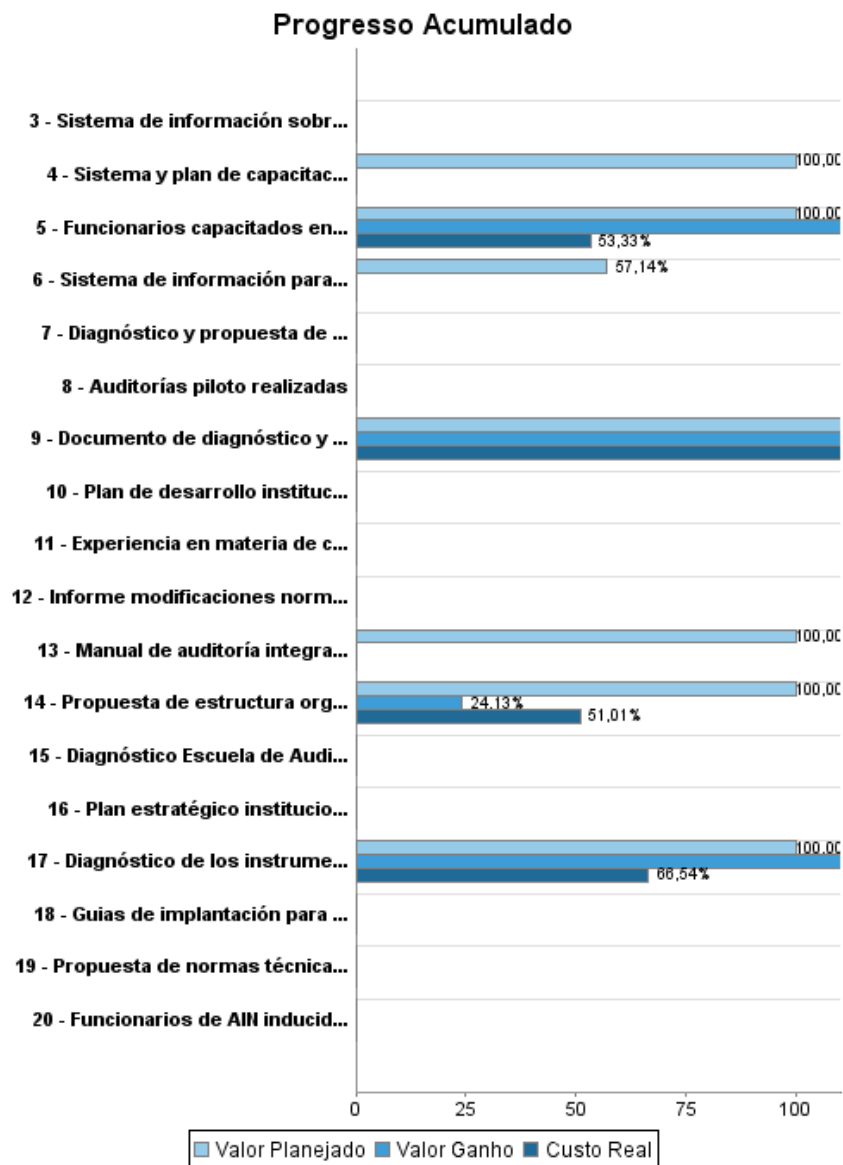 Progresso Acumulado
3 - Sistema de información sobr...
4 - Sistema y plan de capacitac...
100,00
5 - Funcionarios capacitados en...
100,00
53,33%
6 - Sistema de información para...
57,14%
7 - Diagnóstico y propuesta de ...
8 - Auditorías piloto realizadas
9 - Documento de diagnóstico y ...
10 - Plan de desarrollo instituc...
11 - Experiencia en materia de c...
12 - Informe modificaciones norm...
13 - Manual de auditoría integra...
100,00
14 - Propuesta de estructura org...
100,00
24,13%
51,01%
15 - Diagnóstico Escuela de Audi...
16 - Plan estratégico institucio...
17 - Diagnóstico de los instrume...
100,00
66,54%
18 - Guias de implantación para ...
19 - Propuesta de normas técnica...
20 - Funcionarios de AIN inducid...
0 25 50 75 100
Valor Planejado Valor Ganho Custo Real